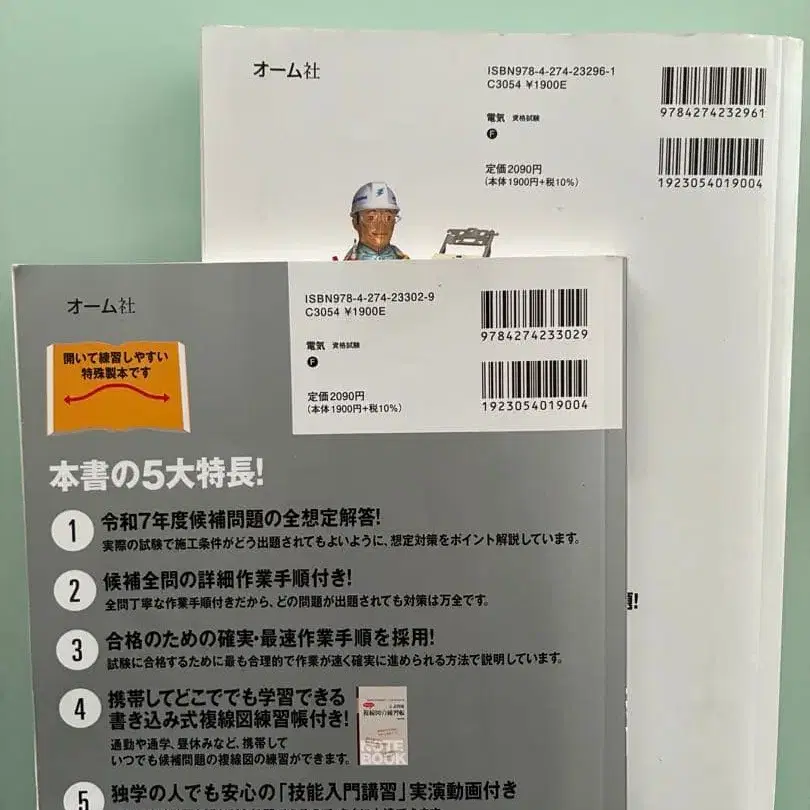 オーム社
ISBN978-4-274-23296-1
C3054 ¥1900E
9784274232961
電気 資格試験
F
定価2090円
(本体1900円+税10%)
1923054019004
オーム社
ISBN978-4-274-23302-9
C3054 ¥1900E
9784274233029
電気 資格試験
F
定価2090円
(本体1900円+税10%)
1923054019004
開いて練習しやすい
特殊製本です
本書の5大特長!
1 令和7年度候補問題の全想定解答!
実際の試験で施工条件がどう出題されてもよいように、想定対策をポイント解説しています。
2 候補全問の詳細作業手順付き!
全問丁寧な作業手順付きだから、どの問題が出題されても対策は万全です。
3 合格のための確実・最速作業手順を採用!
試験に合格するために最も合理的で作業が速く確実に進められる方法で説明しています。
4 携帯してどこででも学習できる
書き込み式複線図練習帳付き!
複線図の練習帳
NOTE
BOOK
通勤や通学、昼休みなど、携帯して
いつでも候補問題の複線図の練習ができます。
5 独学の人でも安心の「技能入門講習」実演動画付き